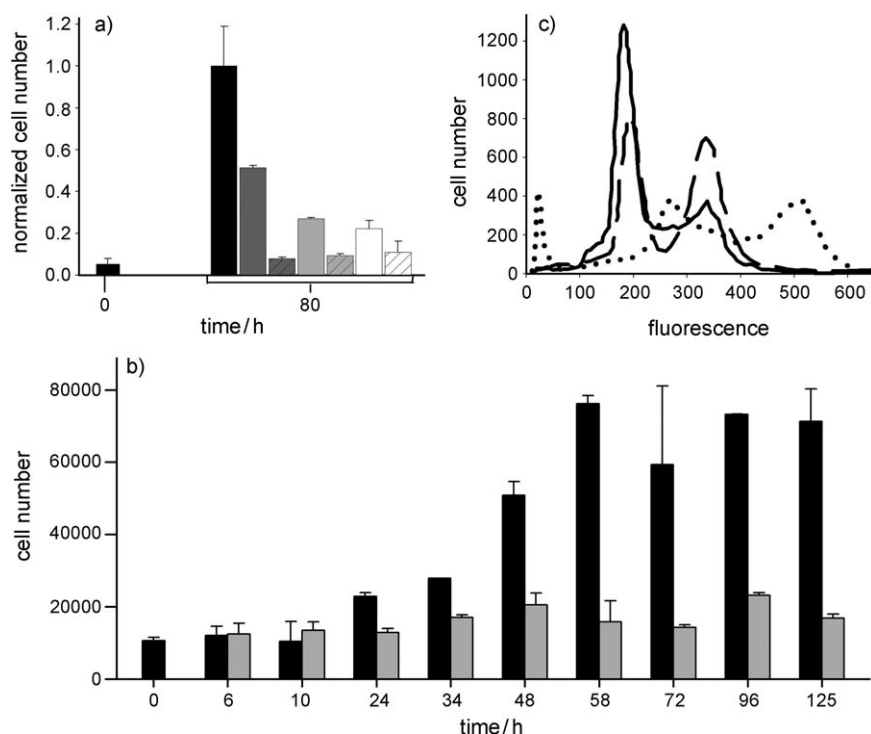 a)
normalized cell number
1.2
1.0
0.8
0.6
0.4
0.2
0.0
0 80
time/h
c)
cell number
1200
1000
800
600
400
200
0
0 100 200 300 400 500 600
fluorescence
b)
cell number
80000
60000
40000
20000
0
0 6 10 24 34 48 58 72 96 125
time/h